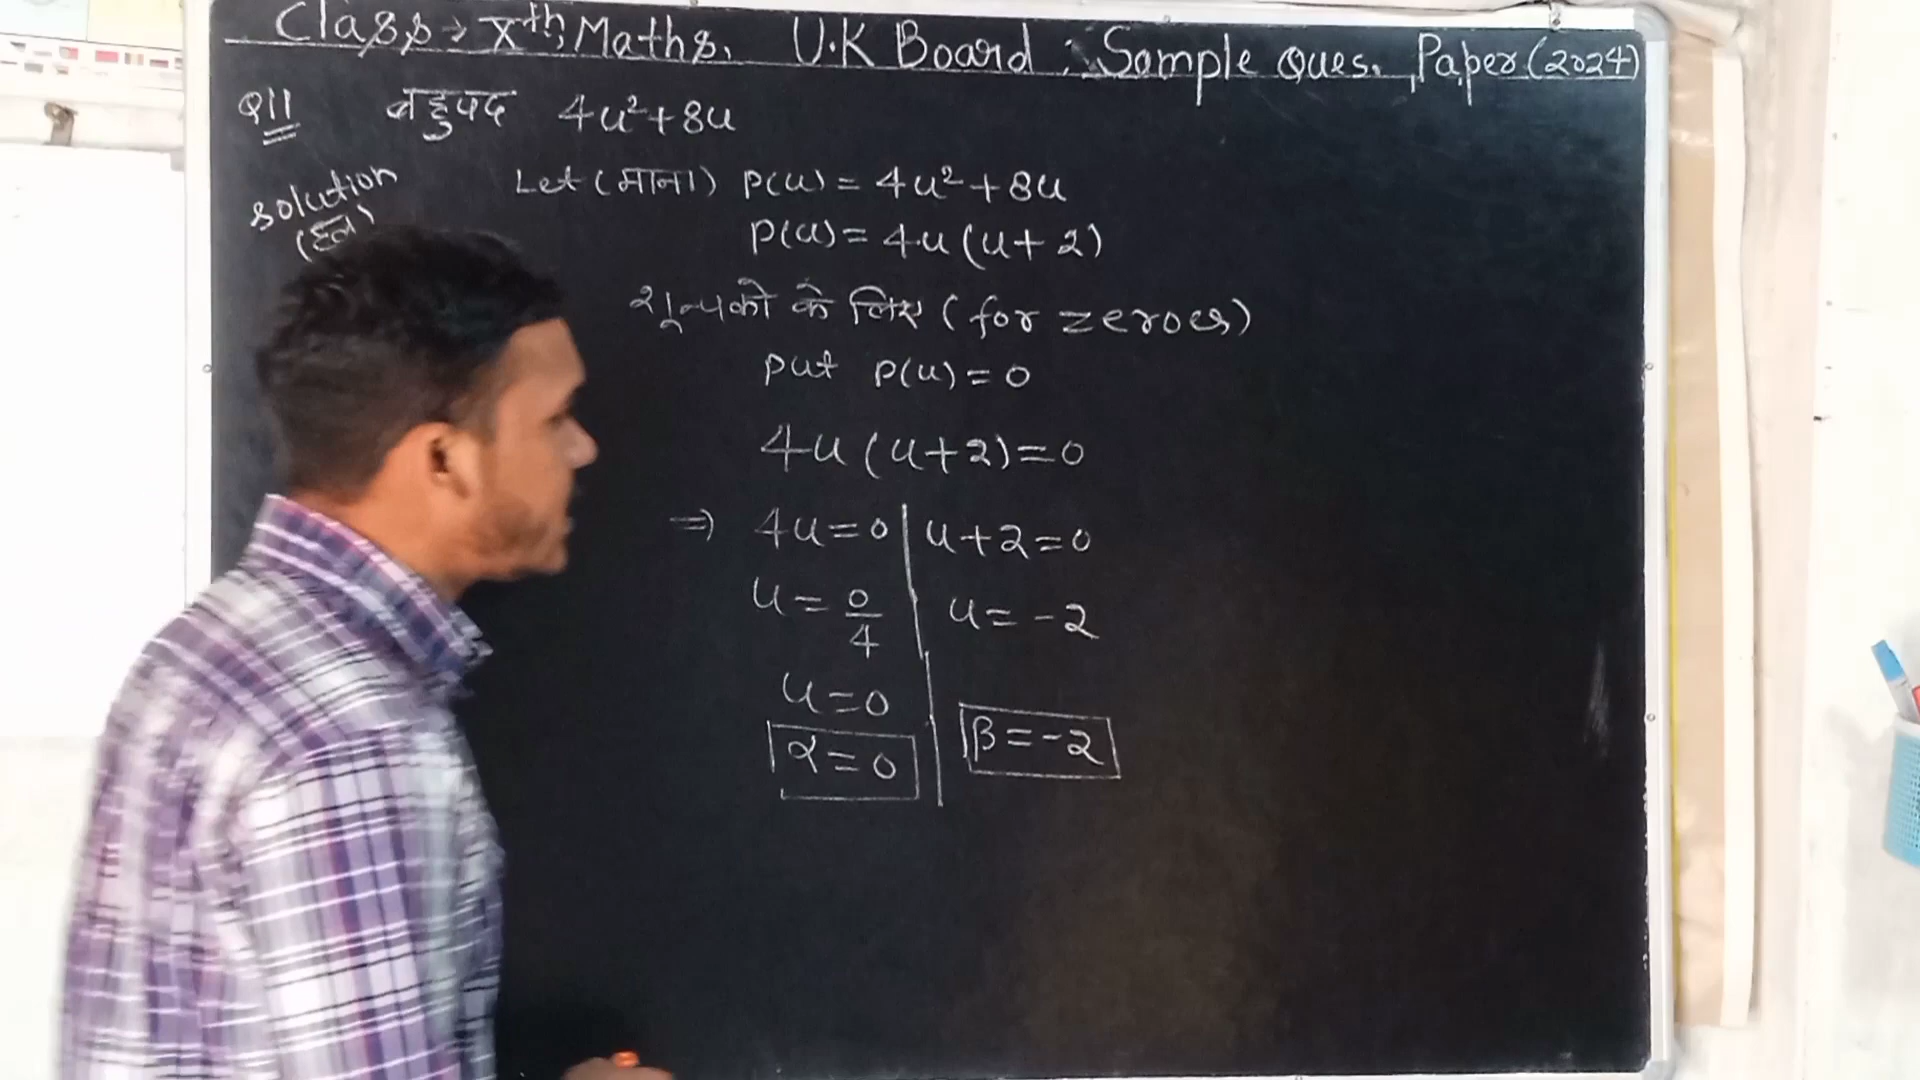 Class → Xth; Maths. U.K Board : Sample Ques. Paper (2024)
Q11 बहुपद 4u²+8u
Solution (हल)
Let (माना) P(u) = 4u²+8u
P(u) = 4u(u+2)
शून्यको के लिए (for zeroes)
put P(u) = 0
4u(u+2)=0
⇒ 4u=0 | u+2=0
u = 0/4 | u = -2
u=0
α=0 | β=-2